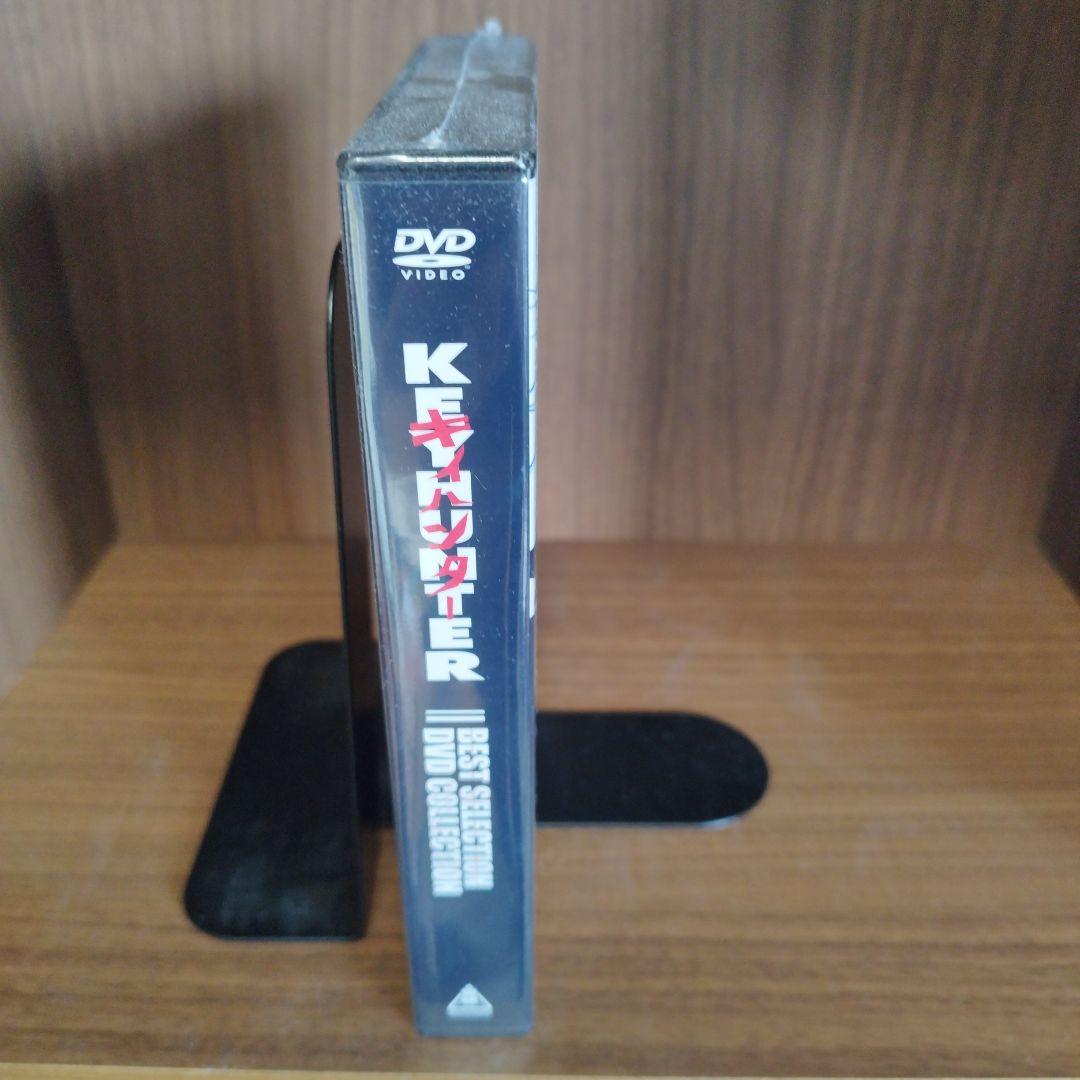 DVD
VIDEO
KEYHUNTER
キイハンター
BEST SELECTION
DVD COLLECTION